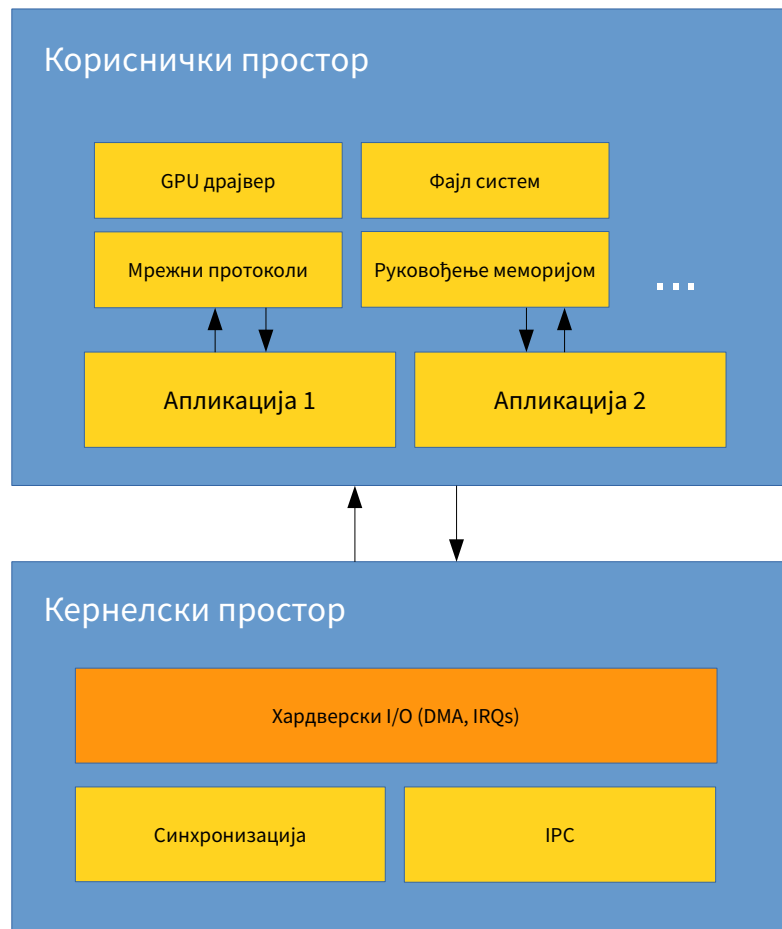 Кориснички простор
GPU драјвер
Фајл систем
Мрежни протоколи
Руковођење меморијом
...
Апликација 1
Апликација 2
Кернелски простор
Хардверски I/O (DMA, IRQs)
Синхронизација
IPC